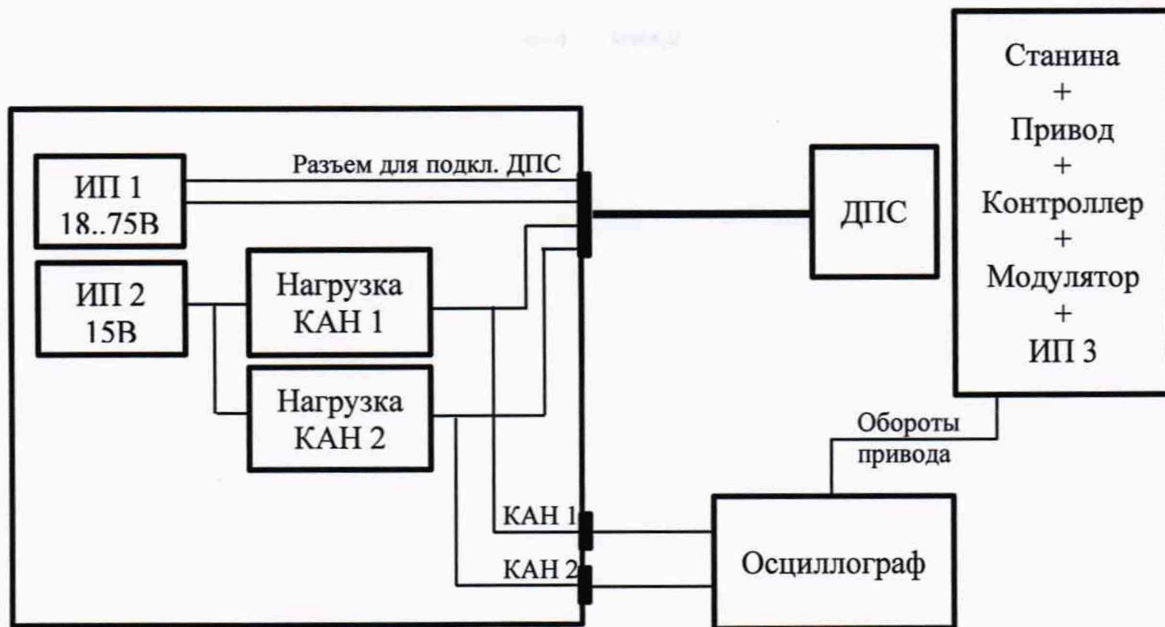 Станина
+
Привод
+
Контроллер
+
Модулятор
+
ИП 3
Разъем для подкл. ДПС
ИП 1
18..75В
ДПС
ИП 2
15В
Нагрузка
КАН 1
Нагрузка
КАН 2
Обороты
привода
КАН 1
КАН 2
Осциллограф